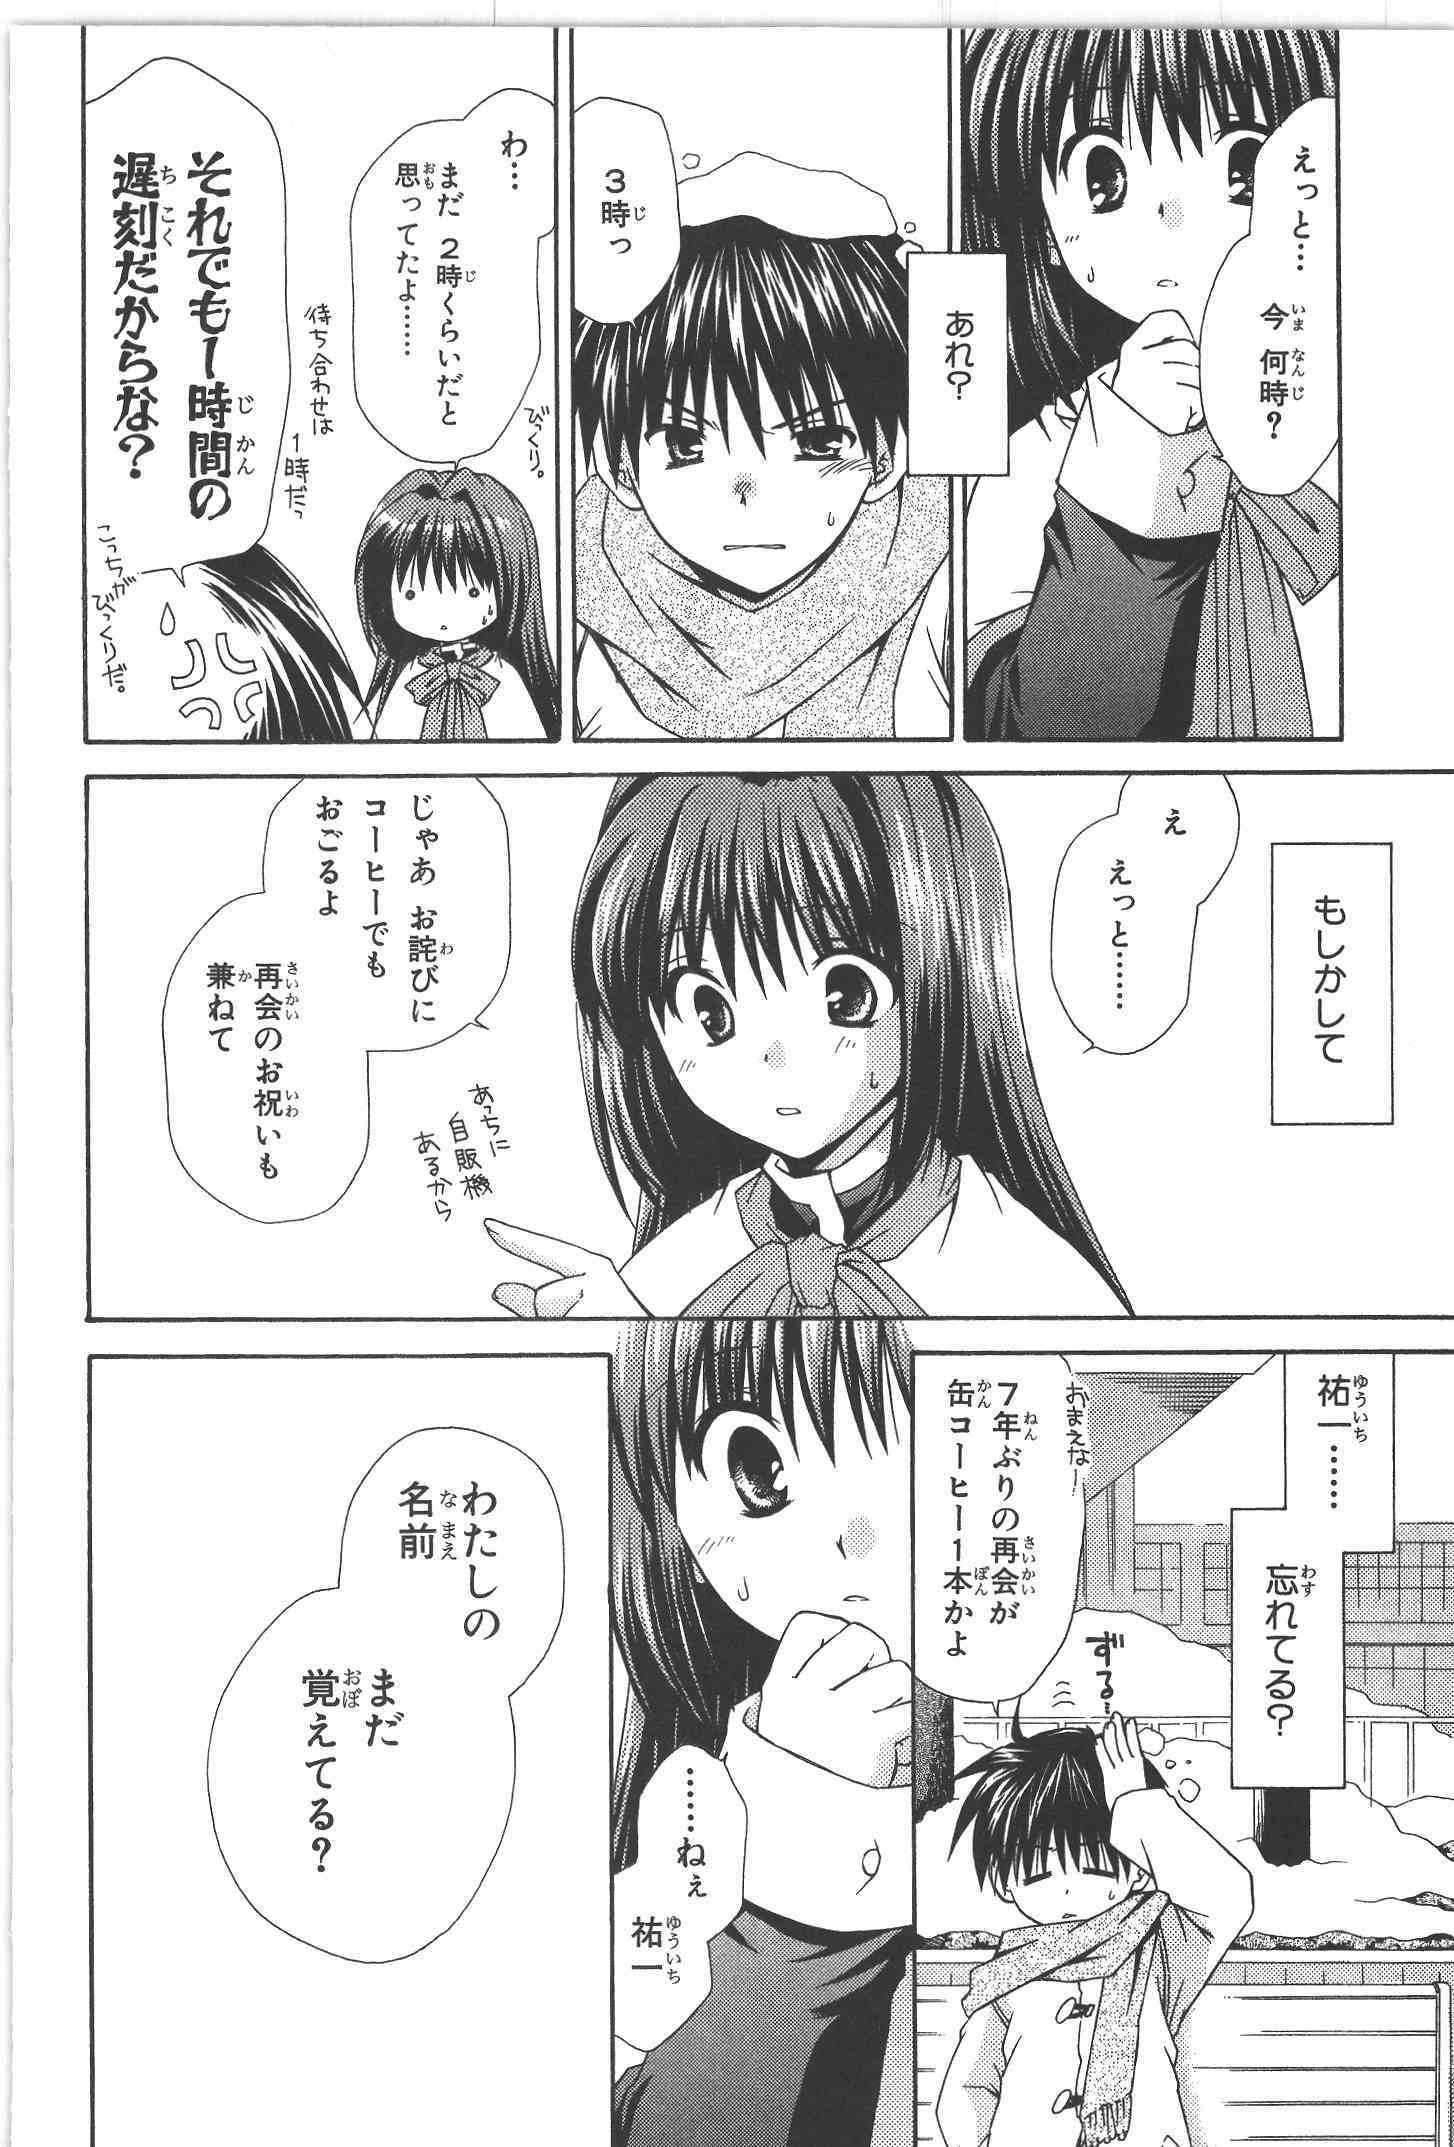 えっと…
今何時?
あれ?
3時っ
わ…
まだ2時くらいだと
思ってたよ……
びっくり。
待ち合わせは
1時だっ
それでも1時間の
遅刻だからな?
こっちが
びっくりだ。
もしかして
え
えっと……
じゃあお詫びに
コーヒーでも
おごるよ
再会のお祝いも
兼ねて
あっちに
自販機
あるから
祐一……
忘れてる?
おまえなー
7年ぶりの再会が
缶コーヒー1本かよ
ずる…
……ねぇ
祐一
わたしの
名前
まだ
覚えてる?